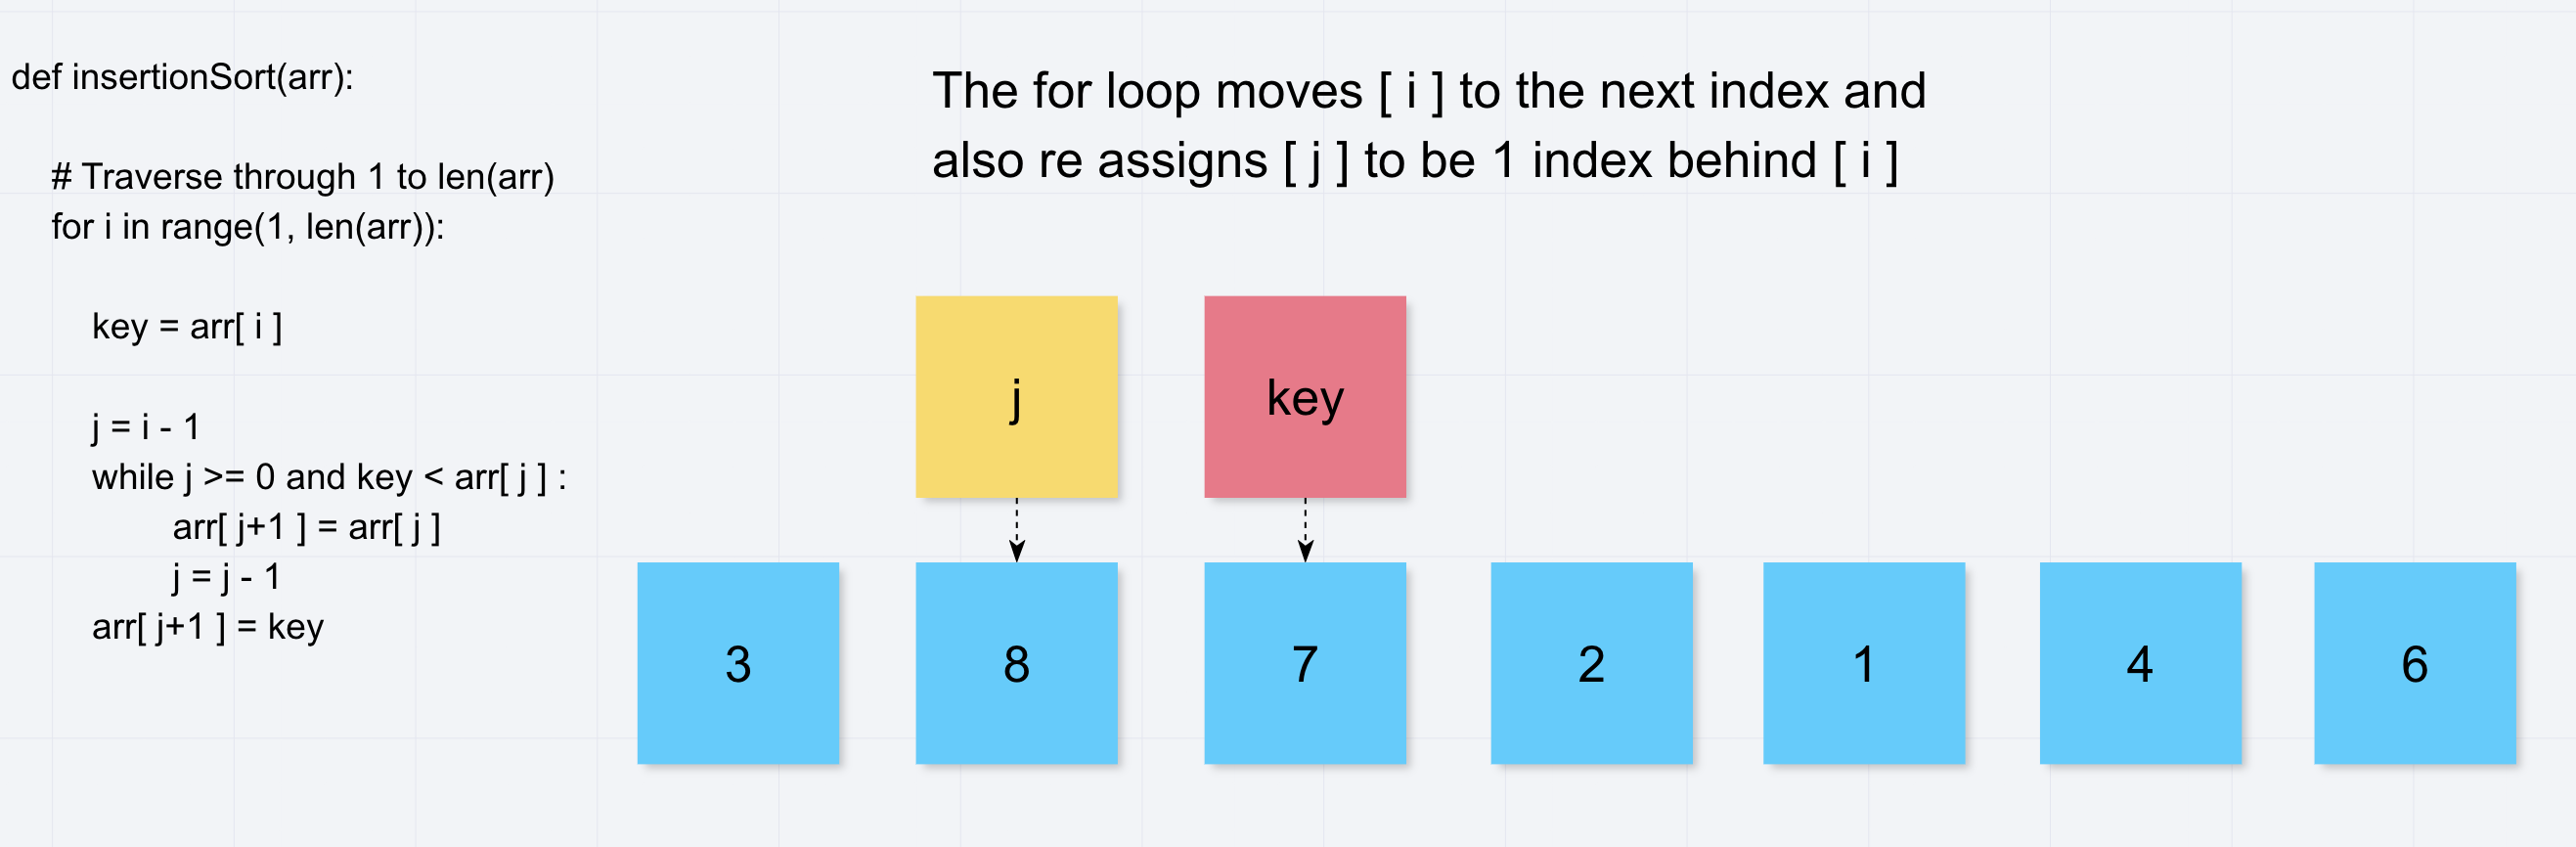 def insertionSort(arr):
# Traverse through 1 to len(arr)
for i in range(1, len(arr)):
key = arr[ i ]
j = i - 1
while j >= 0 and key < arr[ j ] :
arr[ j+1 ] = arr[ j ]
j = j - 1
arr[ j+1 ] = key
The for loop moves [ i ] to the next index and
also re assigns [ j ] to be 1 index behind [ i ]
j key
3 8 7 2 1 4 6